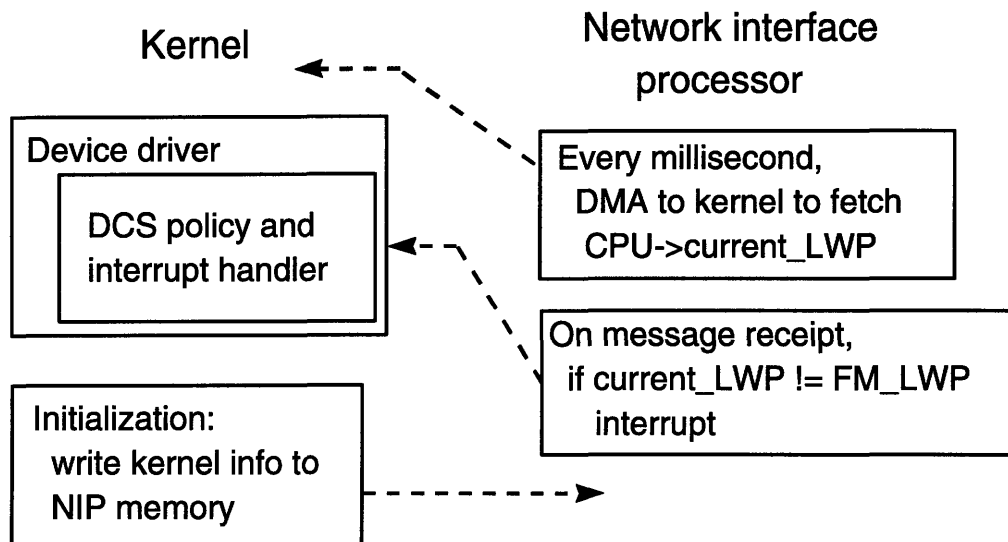 Kernel
Device driver
DCS policy and
interrupt handler
Initialization:
write kernel info to
NIP memory
Network interface
processor
Every millisecond,
DMA to kernel to fetch
CPU->current_LWP
On message receipt,
if current_LWP != FM_LWP
interrupt